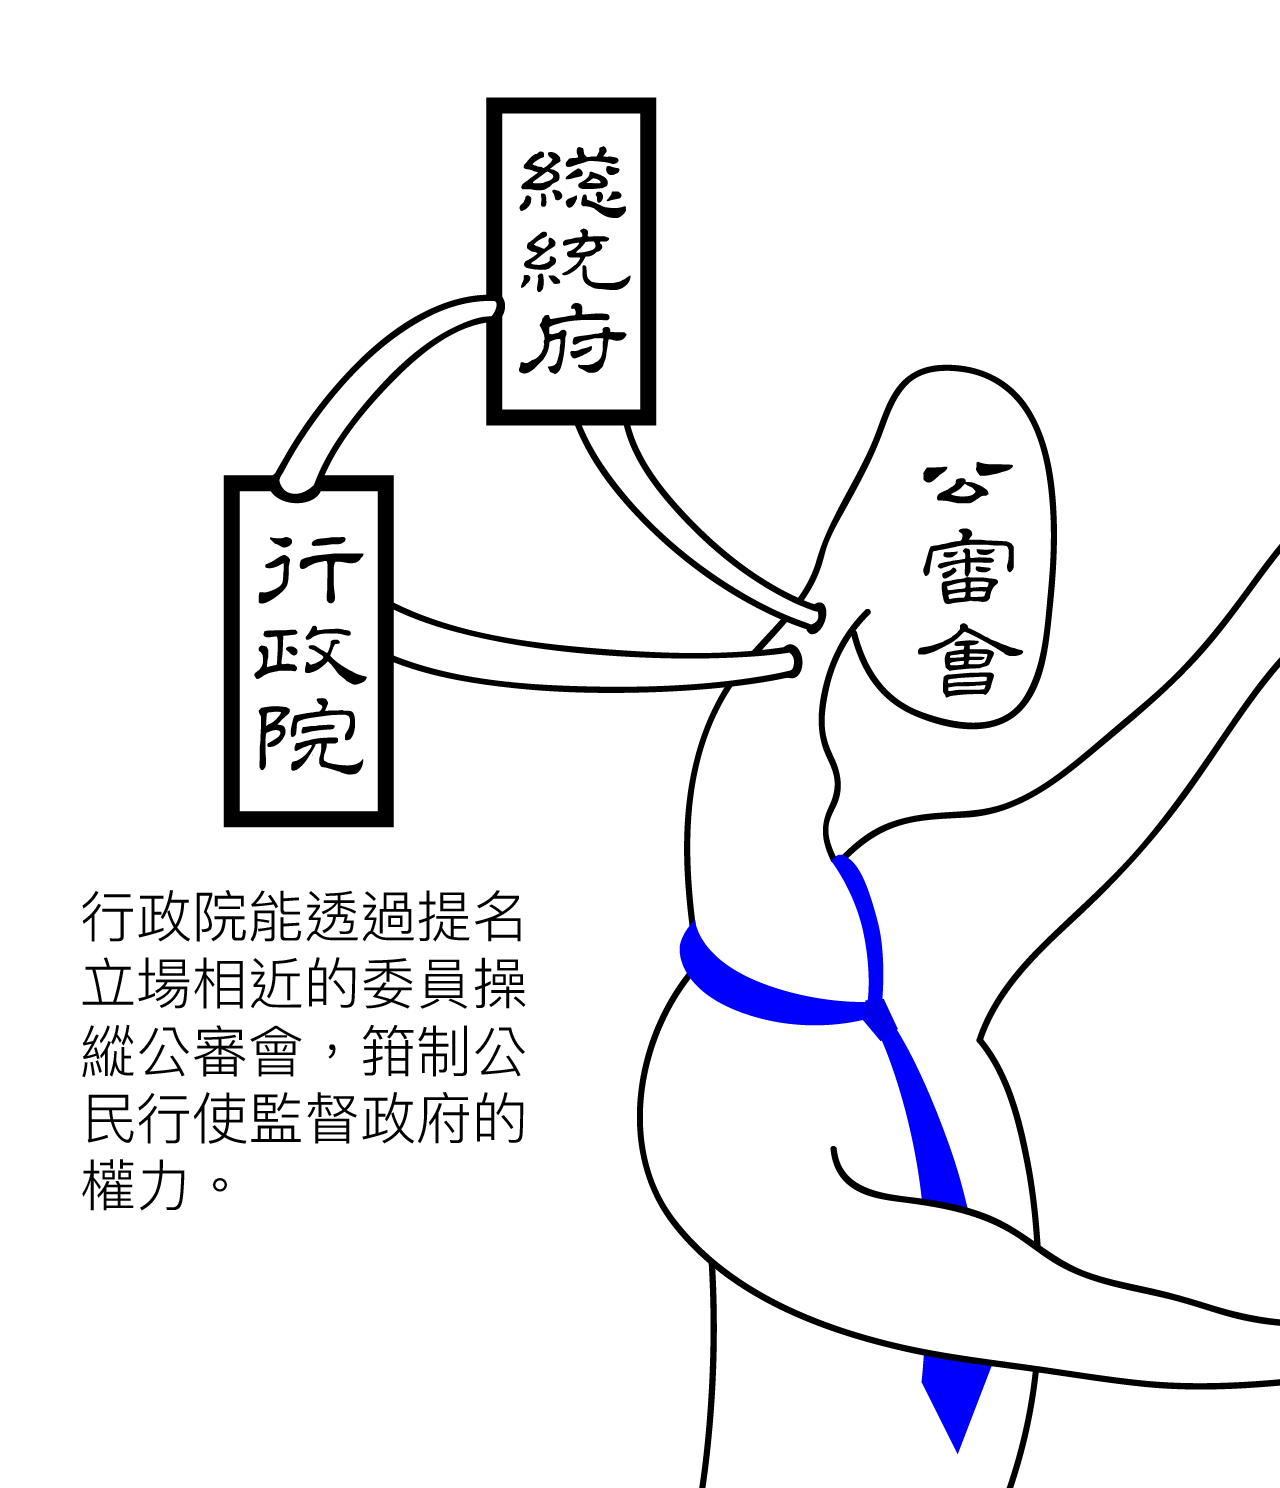 總統府
公審會
行政院
行政院能透過提名
立場相近的委員操
縱公審會，箝制公
民行使監督政府的
權力。